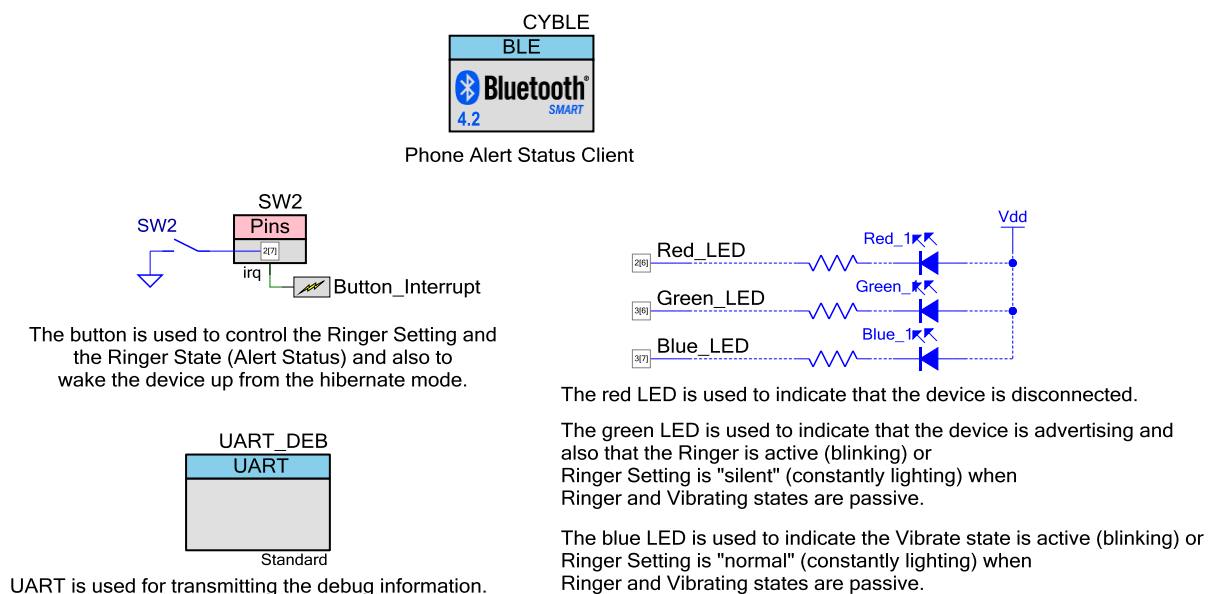 CYBLE
BLE
Bluetooth®
SMART
4.2
Phone Alert Status Client
SW2
SW2
Pins
2[7]
irq
Button_Interrupt
The button is used to control the Ringer Setting and
the Ringer State (Alert Status) and also to
wake the device up from the hibernate mode.
UART_DEB
UART
Standard
UART is used for transmitting the debug information.
Vdd
Red_1
2[6]
Red_LED
Green_1
3[6]
Green_LED
Blue_1
3[7]
Blue_LED
The red LED is used to indicate that the device is disconnected.
The green LED is used to indicate that the device is advertising and
also that the Ringer is active (blinking) or
Ringer Setting is "silent" (constantly lighting) when
Ringer and Vibrating states are passive.
The blue LED is used to indicate the Vibrate state is active (blinking) or
Ringer Setting is "normal" (constantly lighting) when
Ringer and Vibrating states are passive.